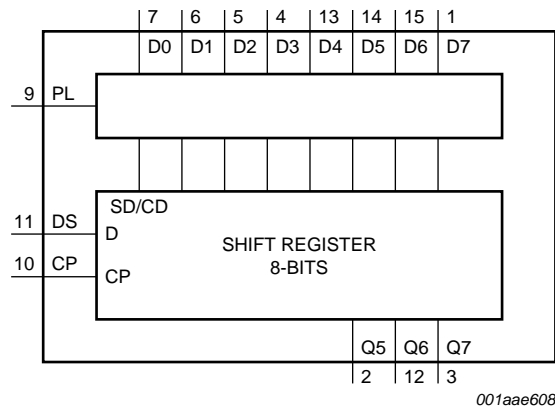 7 6 5 4 13 14 15 1
D0 D1 D2 D3 D4 D5 D6 D7
9 PL
SD/CD
11 DS D
SHIFT REGISTER
8-BITS
10 CP CP
Q5 Q6 Q7
2 12 3
001aae608